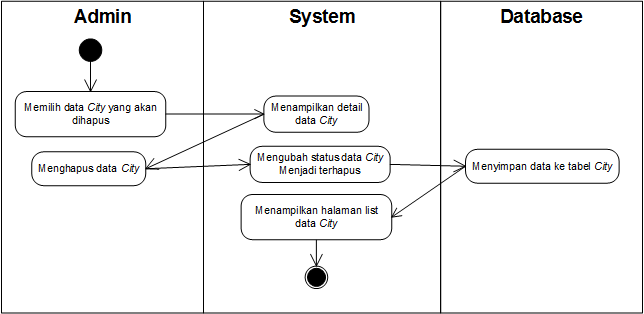 Admin
System
Database
Memilih data City yang akan
dihapus
Menampilkan detail
data City
Menghapus data City
Mengubah status data City
Menjadi terhapus
Menyimpan data ke tabel City
Menampilkan halaman list
data City